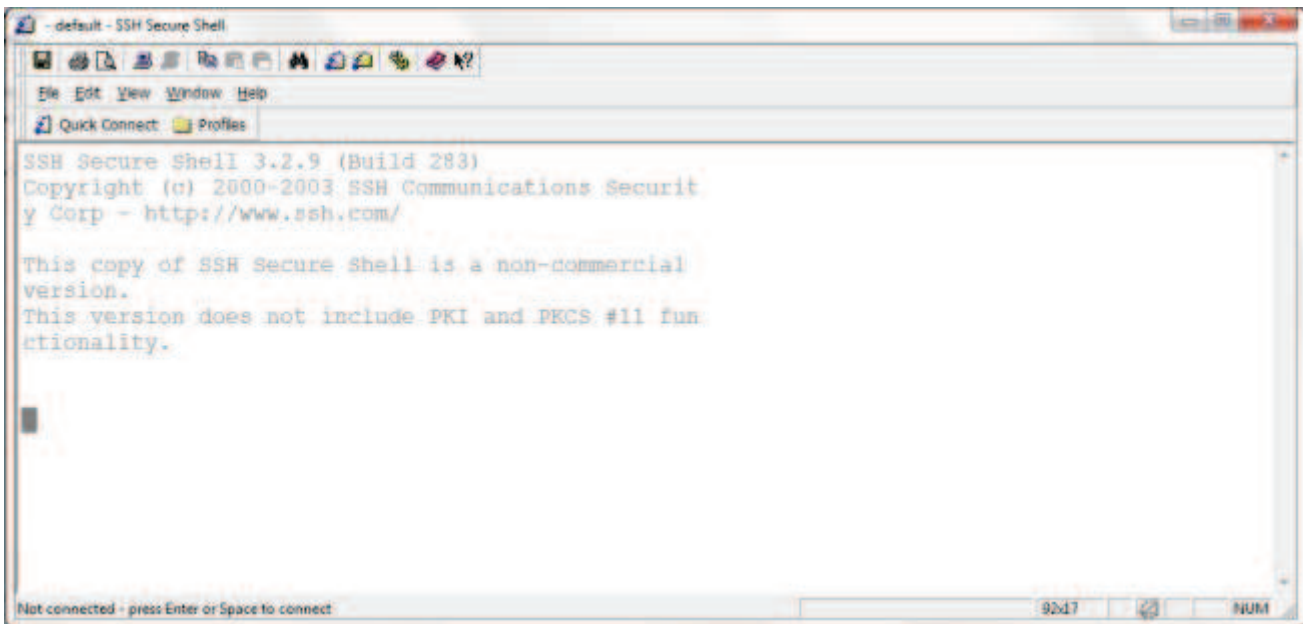 - default - SSH Secure Shell
File Edit View Window Help
Quick Connect Profiles
SSH Secure Shell 3.2.9 (Build 283)
Copyright (c) 2000-2003 SSH Communications Securit
y Corp - http://www.ssh.com/
This copy of SSH Secure Shell is a non-commercial
version.
This version does not include PKI and PKCS #11 fun
ctionality.
Not connected - press Enter or Space to connect 92x17 NUM